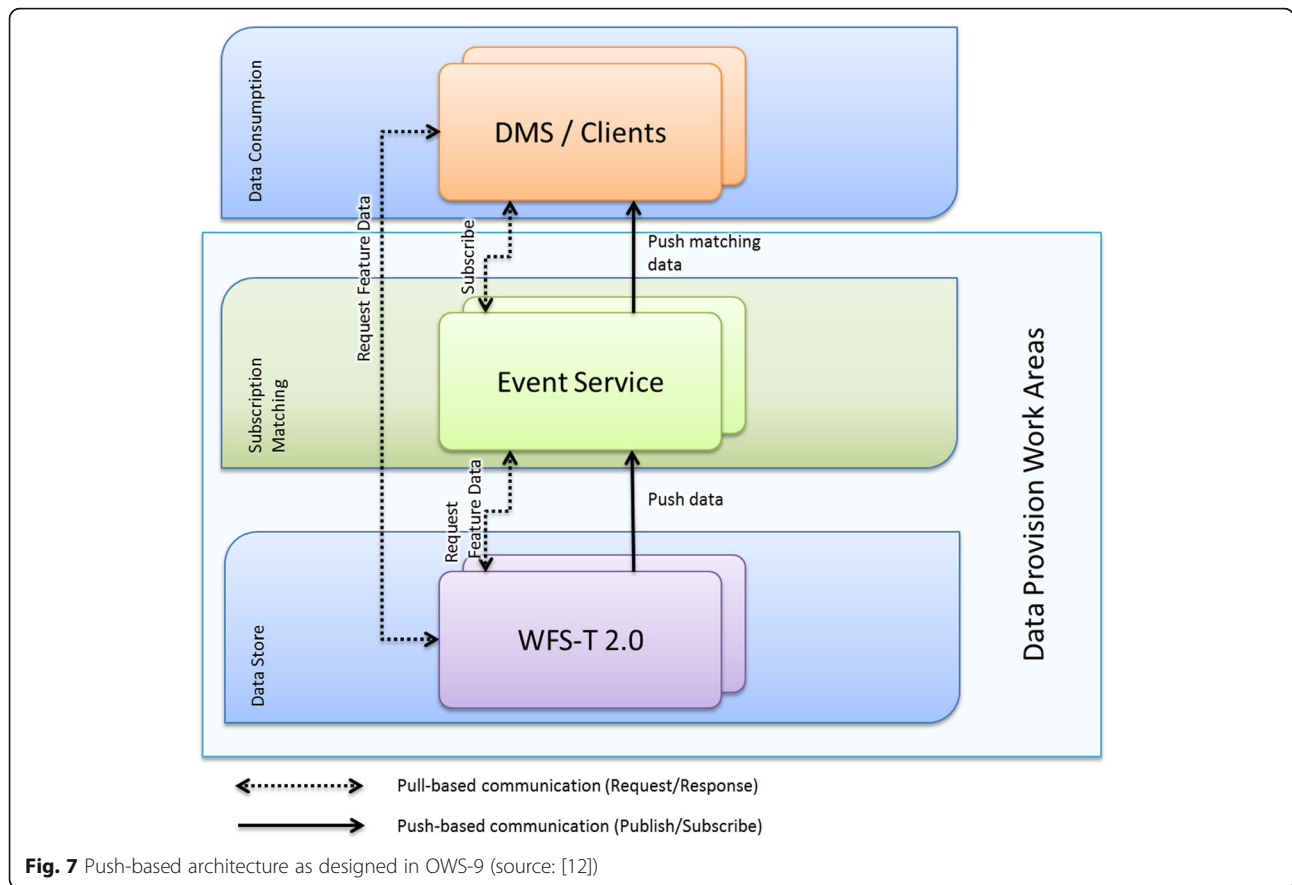 Data Consumption
DMS / Clients
Request Feature Data
Subscribe
Push matching
data
Subscription
Matching
Event Service
Data Provision Work Areas
Request
Feature Data
Push data
Data Store
WFS-T 2.0
Pull-based communication (Request/Response)
Push-based communication (Publish/Subscribe)
Fig. 7 Push-based architecture as designed in OWS-9 (source: [12])